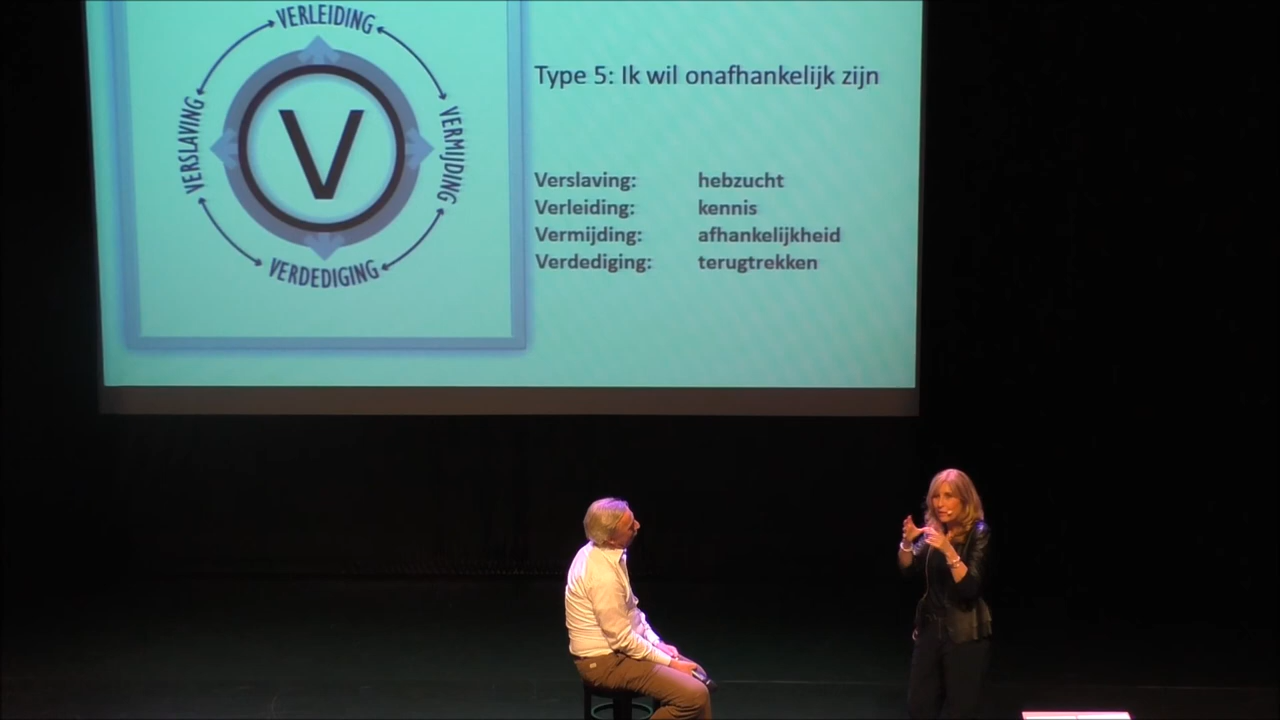 VERLEIDING
VERSLAVING
V
VERMIJDING
VERDEDIGING
Type 5: Ik wil onafhankelijk zijn
Verslaving: hebzucht
Verleiding: kennis
Vermijding: afhankelijkheid
Verdediging: terugtrekken